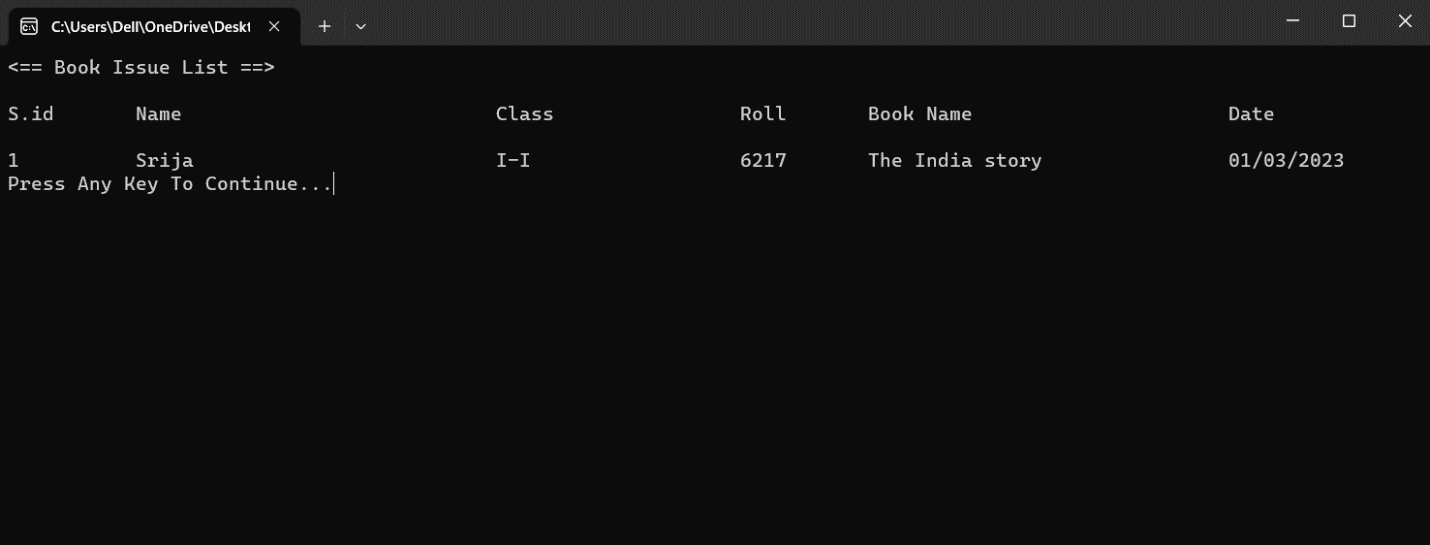 C:\Users\Dell\OneDrive\Deskt
<== Book Issue List ==>
S.id Name Class Roll Book Name Date
1 Srija I-I 6217 The India story 01/03/2023
Press Any Key To Continue...